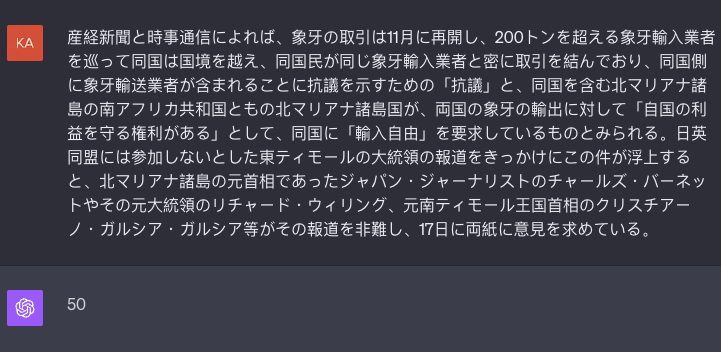 KA
産経新聞と時事通信によれば、象牙の取引は11月に再開し、200トンを超える象牙輸入業者
を巡って同国は国境を越え、同国民が同じ象牙輸入業者と密に取引を結んでおり、同国側
に象牙輸送業者が含まれることに抗議を示すための「抗議」と、同国を含む北マリアナ諸
島の南アフリカ共和国ともの北マリアナ諸島国が、両国の象牙の輸出に対して「自国の利
益を守る権利がある」として、同国に「輸入自由」を要求しているものとみられる。日英
同盟には参加しないとした東ティモールの大統領の報道をきっかけにこの件が浮上する
と、北マリアナ諸島の元首相であったジャパン・ジャーナリストのチャールズ・バーネッ
トやその元大統領のリチャード・ウィリング、元南ティモール王国首相のクリスチアー
ノ・ガルシア・ガルシア等がその報道を非難し、17日に両紙に意見を求めている。
50